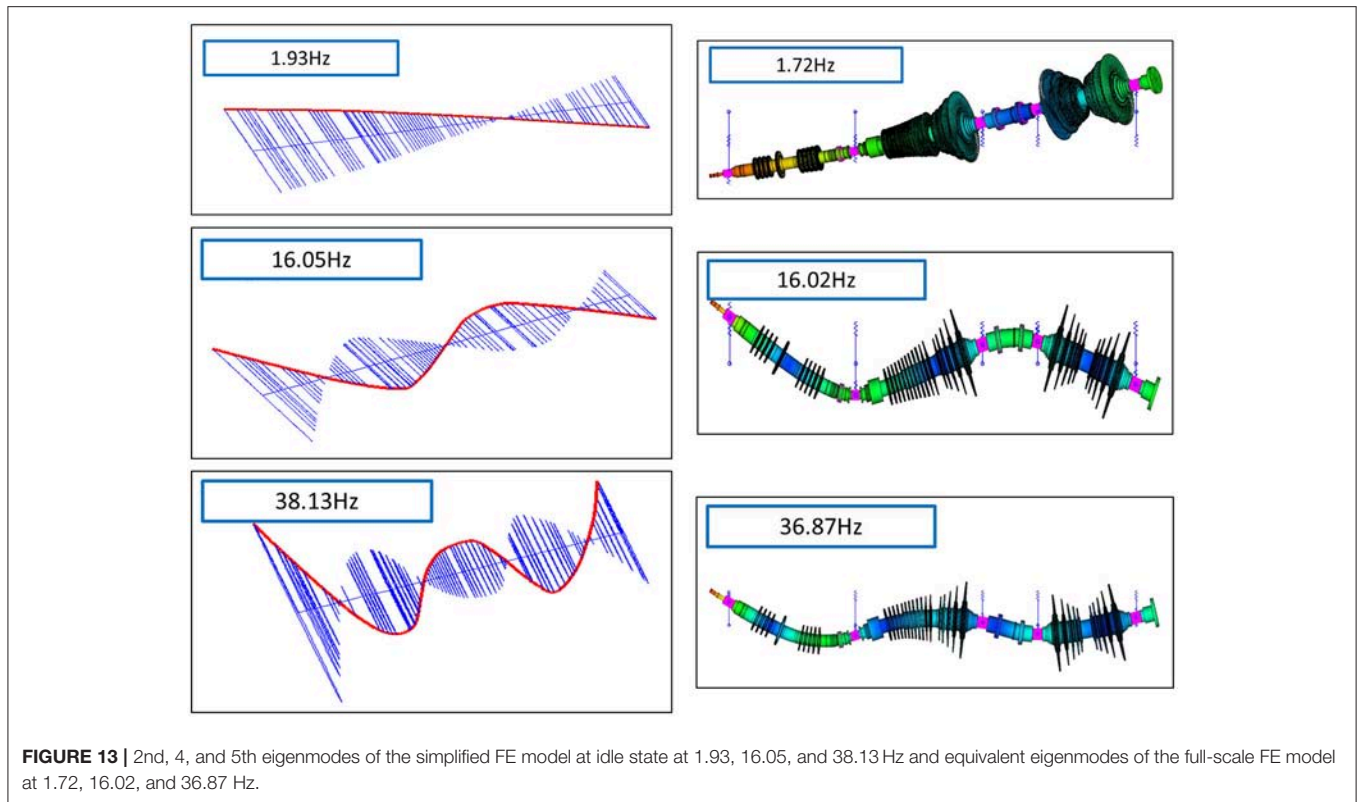 1.93Hz
1.72Hz
16.05Hz
16.02Hz
38.13Hz
36.87Hz
FIGURE 13 | 2nd, 4, and 5th eigenmodes of the simplified FE model at idle state at 1.93, 16.05, and 38.13 Hz and equivalent eigenmodes of the full-scale FE model
at 1.72, 16.02, and 36.87 Hz.